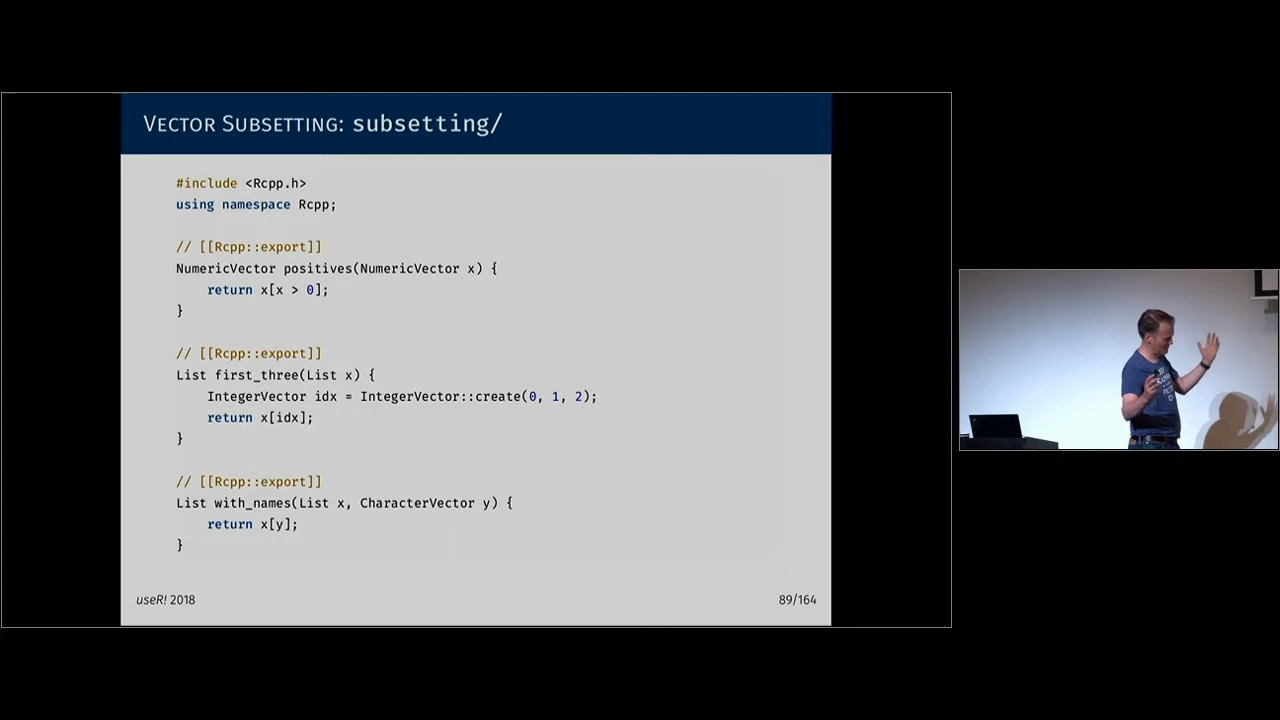 VECTOR SUBSETTING: subsetting/
#include <Rcpp.h>
using namespace Rcpp;
// [[Rcpp::export]]
NumericVector positives(NumericVector x) {
return x[x > 0];
}
// [[Rcpp::export]]
List first_three(List x) {
IntegerVector idx = IntegerVector::create(0, 1, 2);
return x[idx];
}
// [[Rcpp::export]]
List with_names(List x, CharacterVector y) {
return x[y];
}
useR! 2018
89/164